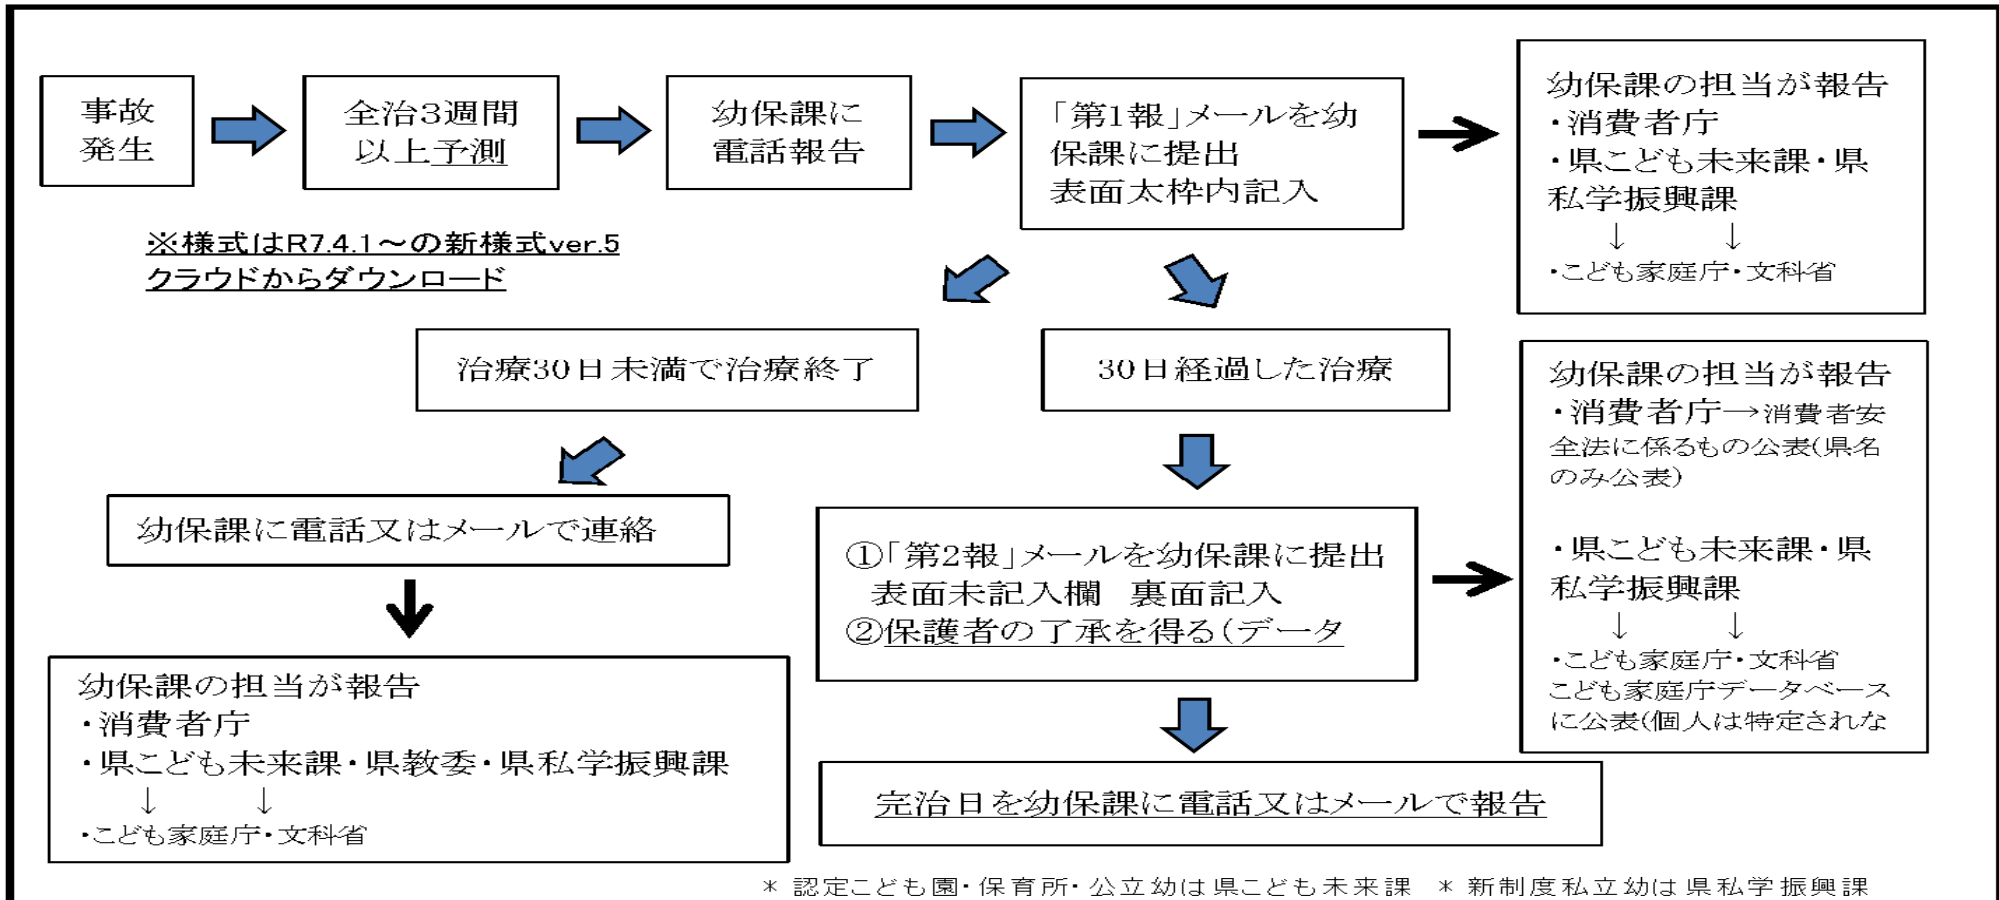 事故
発生
全治3週間
以上予測
幼保課に
電話報告
「第1報」メールを幼
保課に提出
表面太枠内記入
幼保課の担当が報告
・消費者庁
・県こども未来課・県
私学振興課
↓ ↓
・こども家庭庁・文科省
※様式はR7.4.1～の新様式ver.5
クラウドからダウンロード
治療30日未満で治療終了
30日経過した治療
幼保課の担当が報告
・消費者庁→消費者安
全法に係るもの公表(県名
のみ公表)
・県こども未来課・県
私学振興課
↓ ↓
・こども家庭庁・文科省
こども家庭庁データベース
に公表(個人は特定されな
幼保課に電話又はメールで連絡
①「第2報」メールを幼保課に提出
表面未記入欄 裏面記入
②保護者の了承を得る(データ
幼保課の担当が報告
・消費者庁
・県こども未来課・県教委・県私学振興課
↓ ↓
・こども家庭庁・文科省
完治日を幼保課に電話又はメールで報告
* 認定こども園・保育所・公立幼は県こども未来課 * 新制度私立幼は県私学振興課